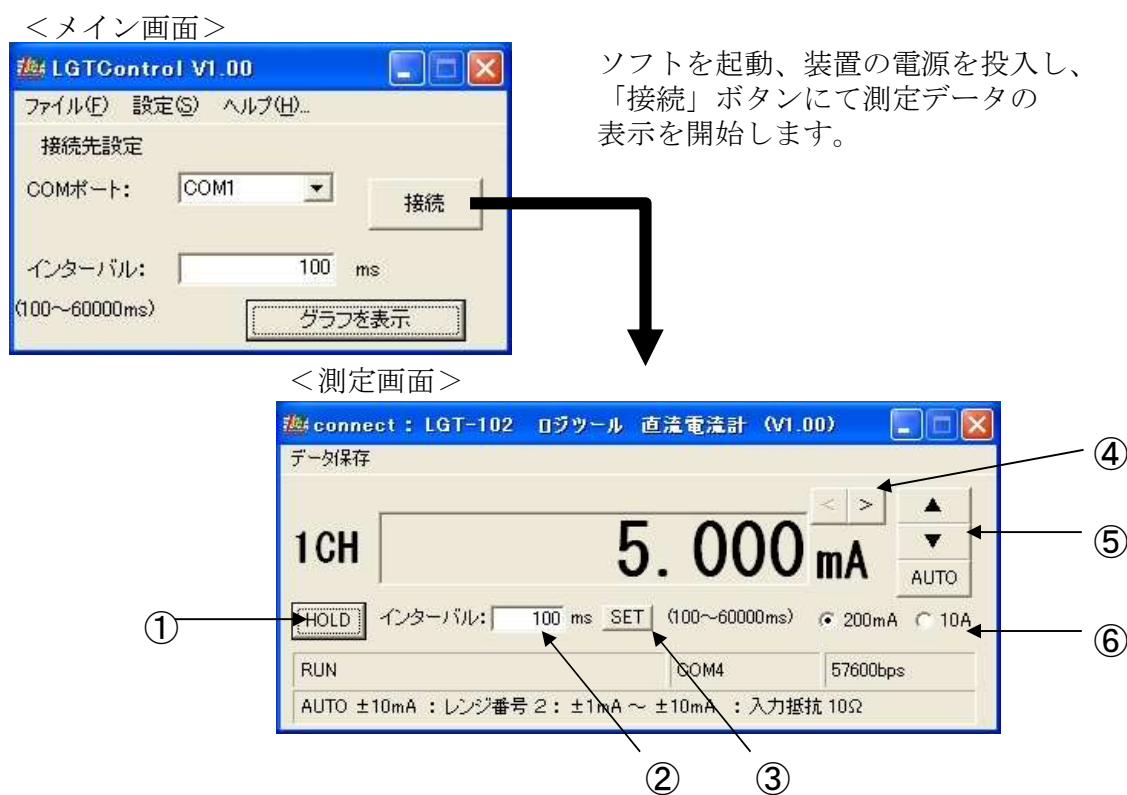 ＜メイン画面＞
LGTControl V1.00
ファイル(F) 設定(S) ヘルプ(H)...
接続先設定
COMポート: COM1
接続
インターバル: 100 ms
(100～60000ms)
グラフを表示
ソフトを起動、装置の電源を投入し、
「接続」ボタンにて測定データの
表示を開始します。
＜測定画面＞
connect : LGT-102 ロジツール 直流電流計 (V1.00)
データ保存
< >
▲
▼
AUTO
1CH 5.000 mA
HOLD インターバル: 100 ms SET (100～60000ms) 200mA 10A
RUN COM4 57600bps
AUTO ±10mA : レンジ番号 2 : ±1mA ～ ±10mA : 入力抵抗 10Ω
①
②
③
④
⑤
⑥